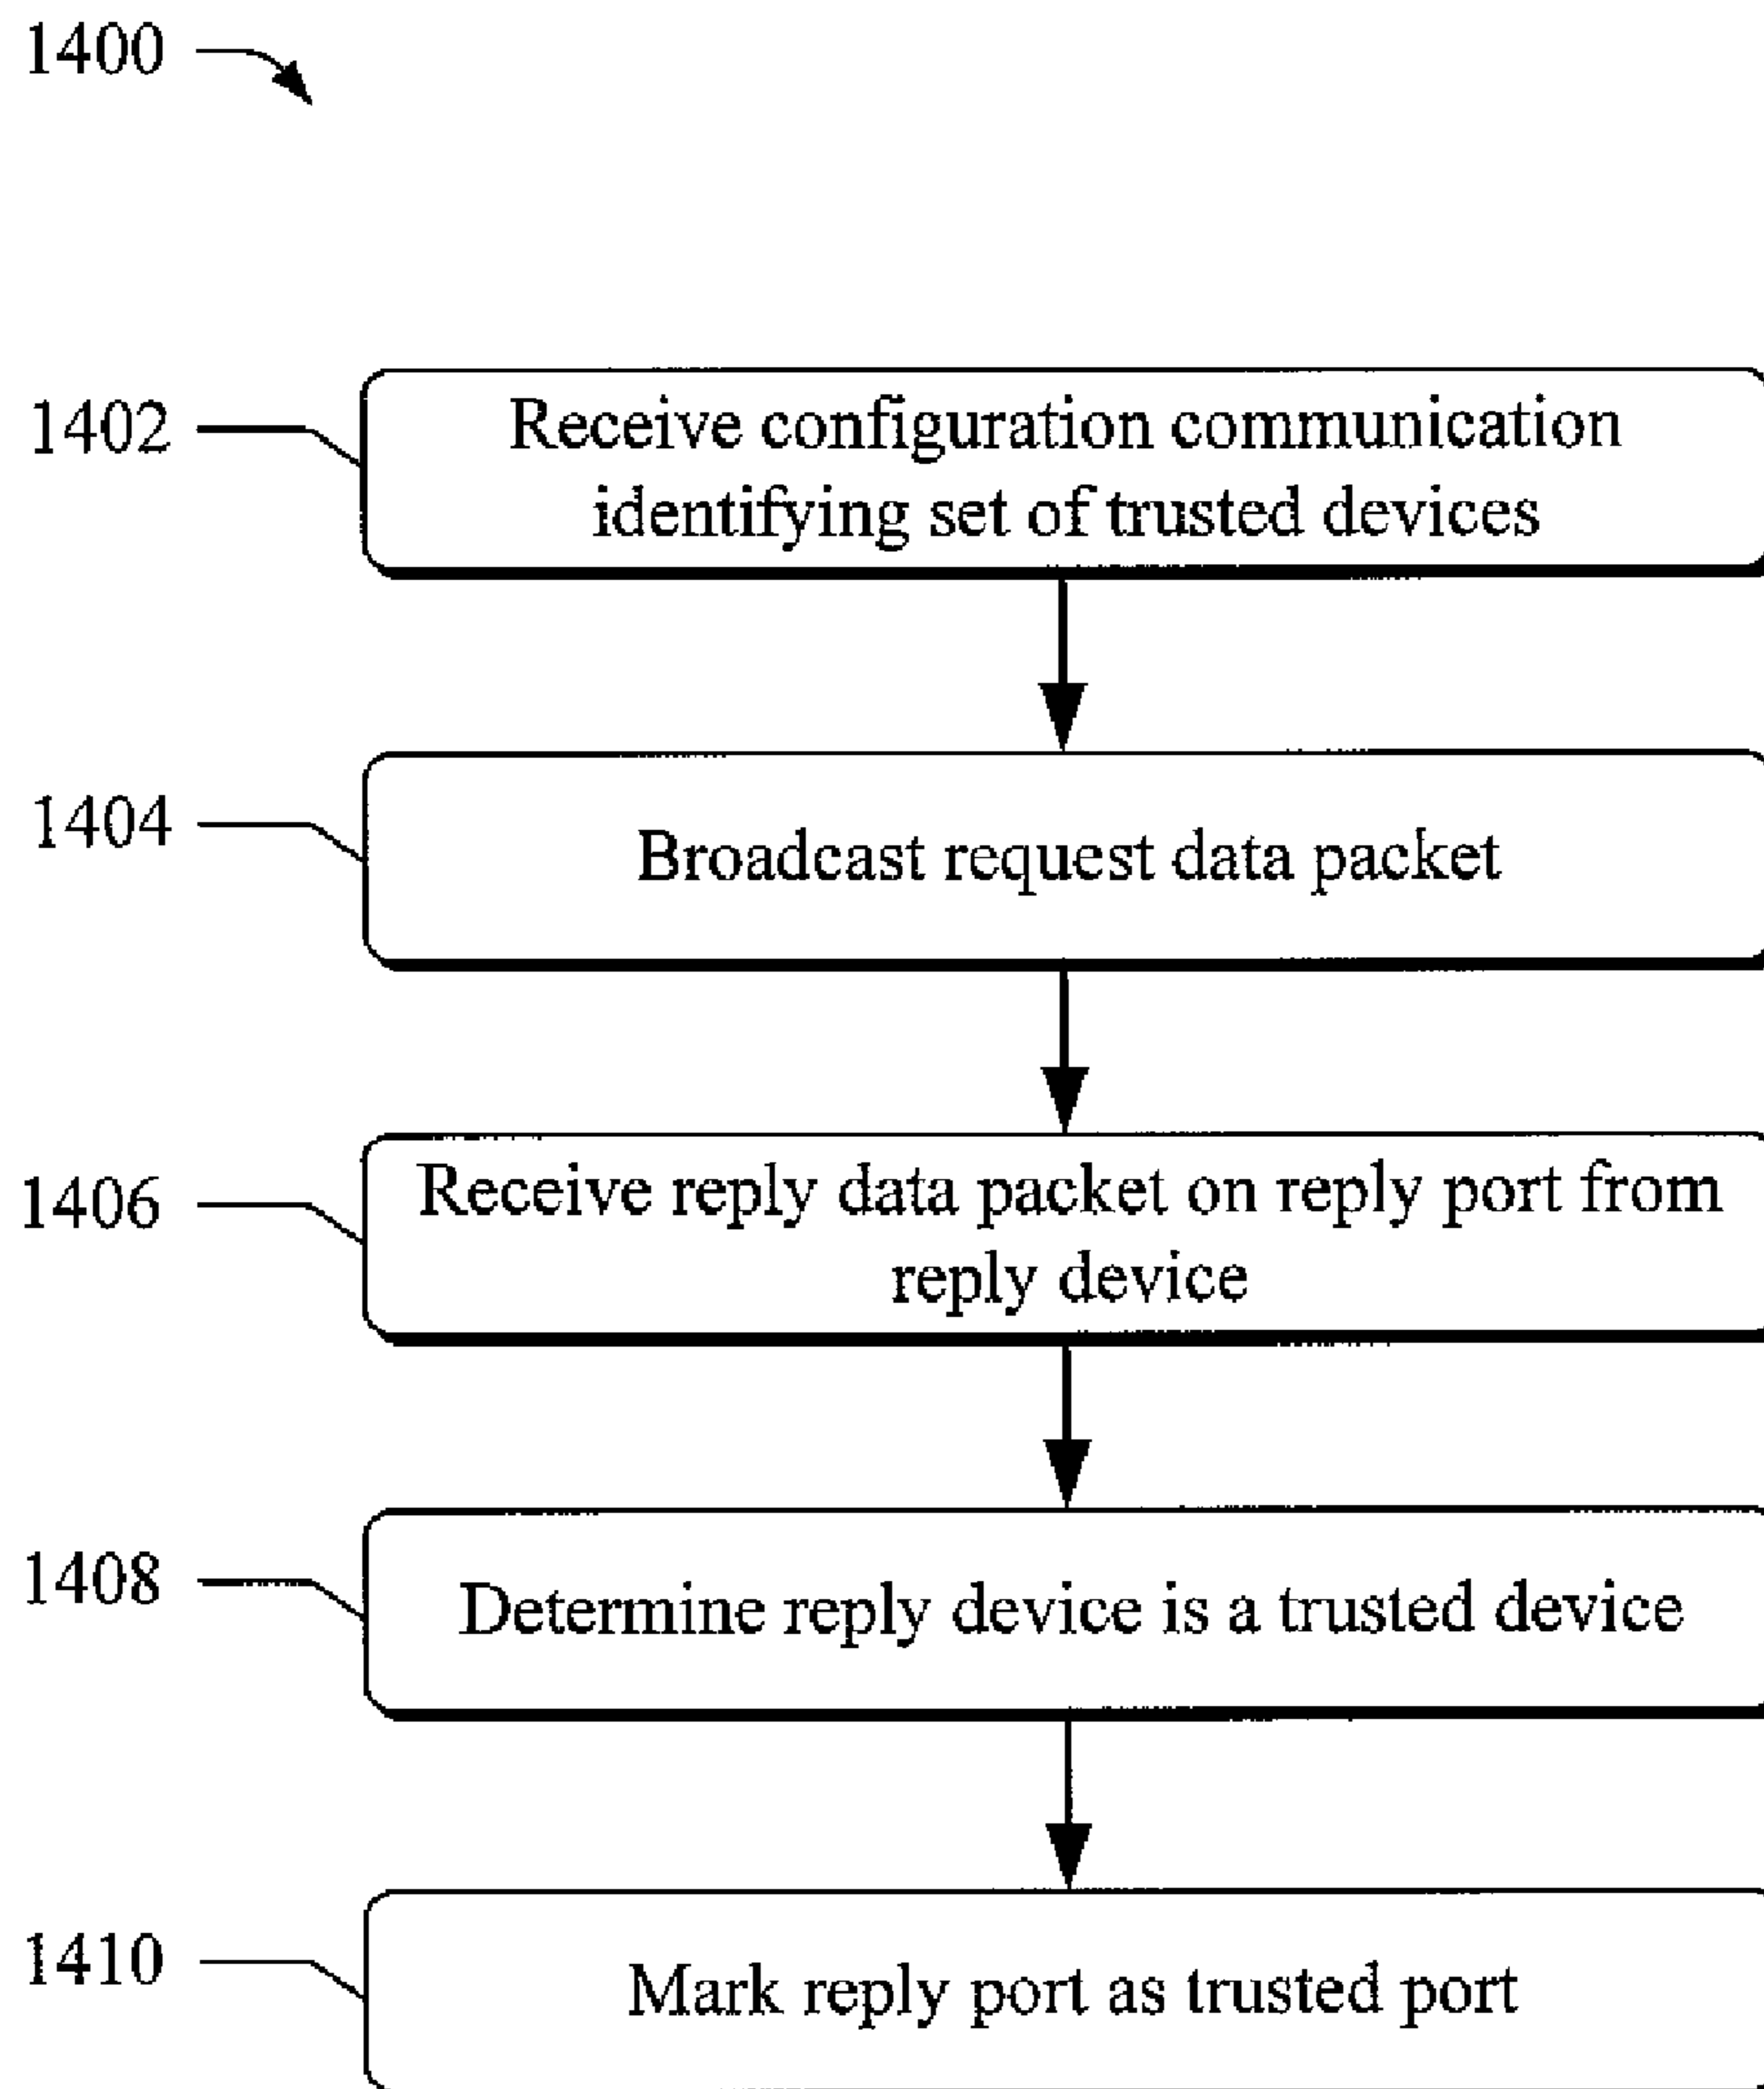 1400
1402
Receive configuration communication
identifying set of trusted devices
1404
Broadcast request data packet
1406
Receive reply data packet on reply port from
reply device
1408
Determine reply device is a trusted device
1410
Mark reply port as trusted port